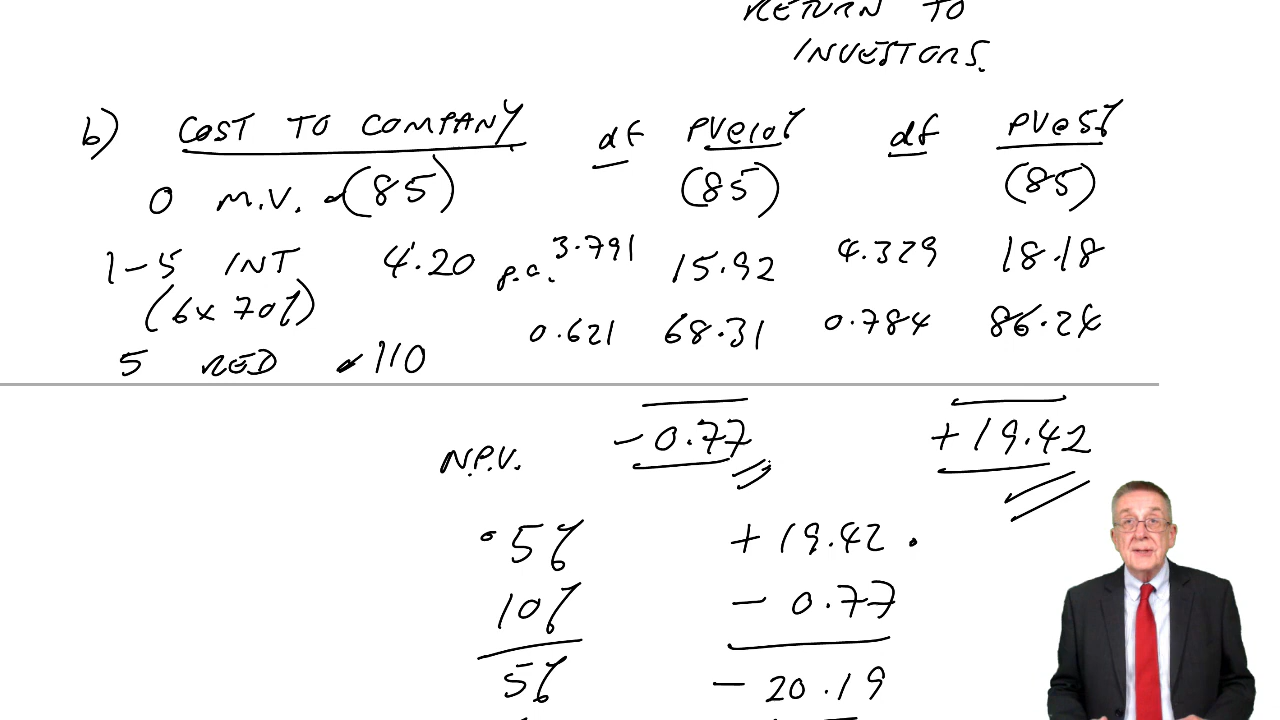 RETURN TO
INVESTORS.
b) COST TO COMPANY df PV@10% df PV@5%
0 M.V. (85) (85) (85)
1-5 INT 4.20 p.a. 3.791 15.92 4.329 18.18
(6x 70%)
5 RED 110 0.621 68.31 0.784 86.24
N.P.V. -0.77 +19.42
5% +19.42
10% - 0.77
5% - 20.19